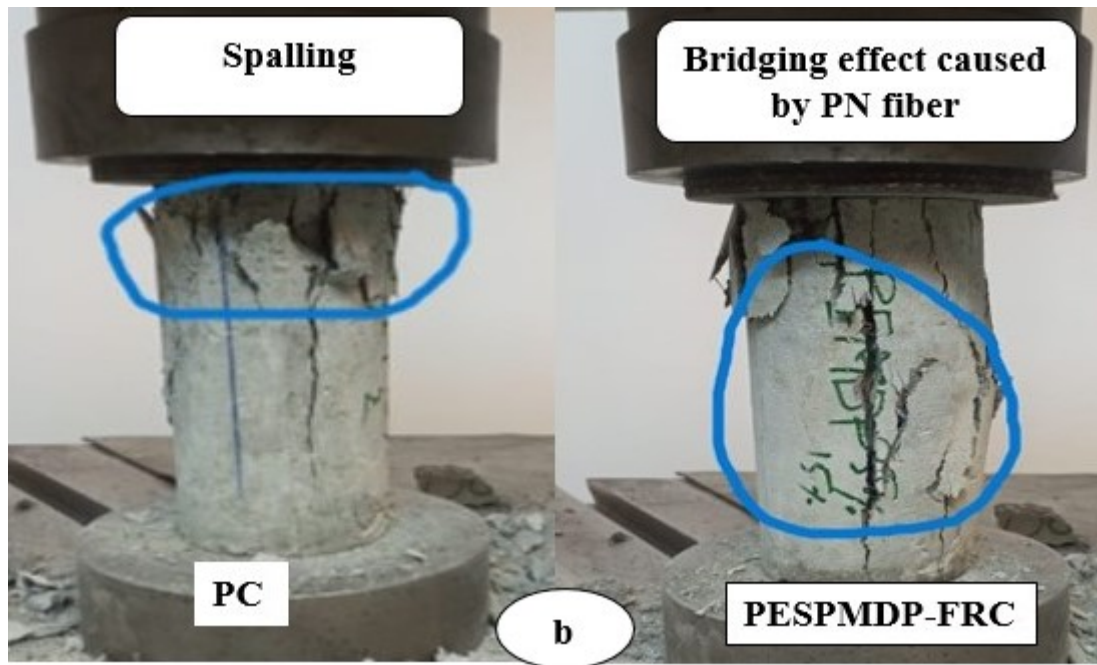 Spalling
Bridging effect caused
by PN fiber
PC
PESPMDP-FRC
b